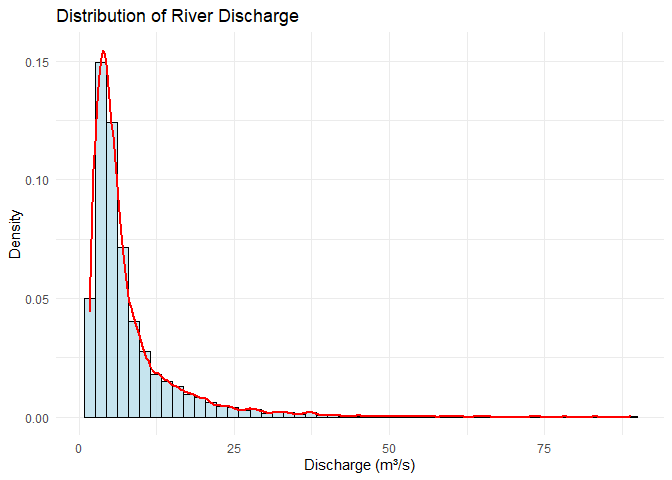 Distribution of River Discharge
0.15
0.10
0.05
0.00
Density
0 25 50 75
Discharge (m³/s)